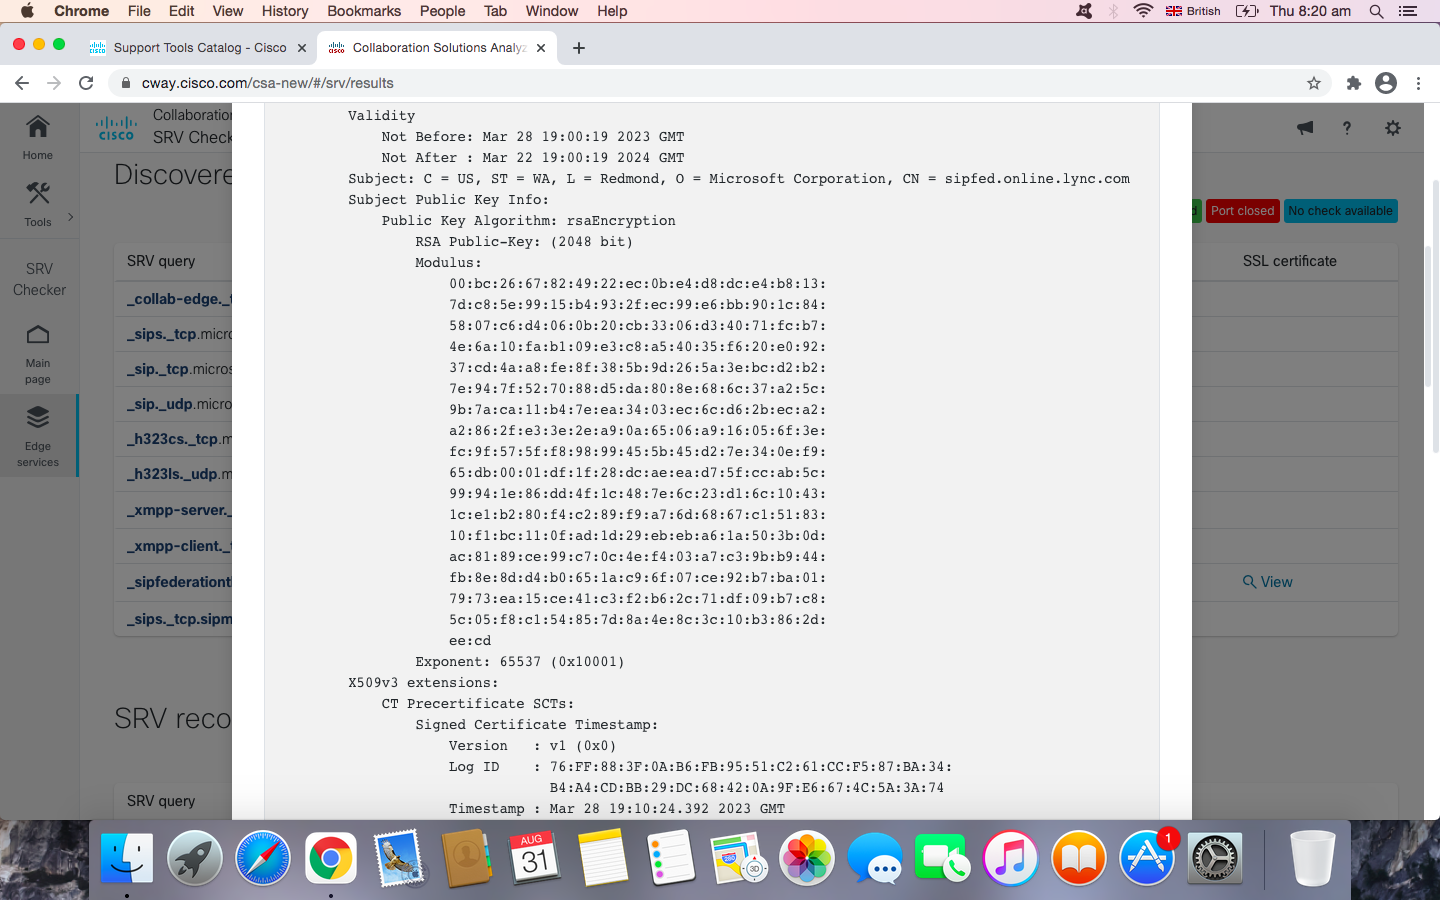 Chrome File Edit View History Bookmarks People Tab Window Help British Thu 8:20 am
Support Tools Catalog - Cisco Collaboration Solutions Analyz
cway.cisco.com/csa-new/#/srv/results
Home
Tools
SRV
Checker
Main
page
Edge
services
cisco
Collaboration
SRV Check
Discovere
d Port closed No check available
SRV query SSL certificate
_collab-edge._t
_sips._tcp.micro
_sip._tcp.micros
_sip._udp.micro
_h323cs._tcp.m
_h323ls._udp.m
_xmpp-server._
_xmpp-client._t
_sipfederationt View
_sips._tcp.sipm
SRV reco
SRV query
Validity
Not Before: Mar 28 19:00:19 2023 GMT
Not After : Mar 22 19:00:19 2024 GMT
Subject: C = US, ST = WA, L = Redmond, O = Microsoft Corporation, CN = sipfed.online.lync.com
Subject Public Key Info:
Public Key Algorithm: rsaEncryption
RSA Public-Key: (2048 bit)
Modulus:
00:bc:26:67:82:49:22:ec:0b:e4:d8:dc:e4:b8:13:
7d:c8:5e:99:15:b4:93:2f:ec:99:e6:bb:90:1c:84:
58:07:c6:d4:06:0b:20:cb:33:06:d3:40:71:fc:b7:
4e:6a:10:fa:b1:09:e3:c8:a5:40:35:f6:20:e0:92:
37:cd:4a:a8:fe:8f:38:5b:9d:26:5a:3e:bc:d2:b2:
7e:94:7f:52:70:88:d5:da:80:8e:68:6c:37:a2:5c:
9b:7a:ca:11:b4:7e:ea:34:03:ec:6c:d6:2b:ec:a2:
a2:86:2f:e3:3e:2e:a9:0a:65:06:a9:16:05:6f:3e:
fc:9f:57:5f:f8:98:99:45:5b:45:d2:7e:34:0e:f9:
65:db:00:01:df:1f:28:dc:ae:ea:d7:5f:cc:ab:5c:
99:94:1e:86:dd:4f:1c:48:7e:6c:23:d1:6c:10:43:
1c:e1:b2:80:f4:c2:89:f9:a7:6d:68:67:c1:51:83:
10:f1:bc:11:0f:ad:1d:29:eb:eb:a6:1a:50:3b:0d:
ac:81:89:ce:99:c7:0c:4e:f4:03:a7:c3:9b:b9:44:
fb:8e:8d:d4:b0:65:1a:c9:6f:07:ce:92:b7:ba:01:
79:73:ea:15:ce:41:c3:f2:b6:2c:71:df:09:b7:c8:
5c:05:f8:c1:54:85:7d:8a:4e:8c:3c:10:b3:86:2d:
ee:cd
Exponent: 65537 (0x10001)
X509v3 extensions:
CT Precertificate SCTs:
Signed Certificate Timestamp:
Version : v1 (0x0)
Log ID : 76:FF:88:3F:0A:B6:FB:95:51:C2:61:CC:F5:87:BA:34:
B4:A4:CD:BB:29:DC:68:42:0A:9F:E6:67:4C:5A:3A:74
Timestamp : Mar 28 19:10:24.392 2023 GMT
AUG
31
280
3D
1